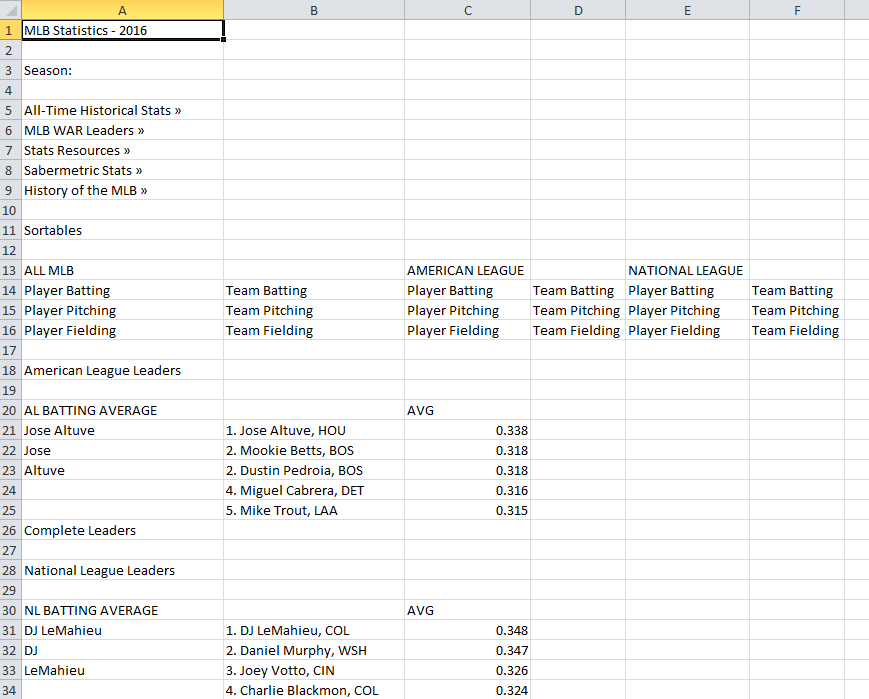 A B C D E F
1 MLB Statistics - 2016
2
3 Season:
4
5 All-Time Historical Stats »
6 MLB WAR Leaders »
7 Stats Resources »
8 Sabermetric Stats »
9 History of the MLB »
10
11 Sortables
12
13 ALL MLB AMERICAN LEAGUE NATIONAL LEAGUE
14 Player Batting Team Batting Player Batting Team Batting Player Batting Team Batting
15 Player Pitching Team Pitching Player Pitching Team Pitching Player Pitching Team Pitching
16 Player Fielding Team Fielding Player Fielding Team Fielding Player Fielding Team Fielding
17
18 American League Leaders
19
20 AL BATTING AVERAGE AVG
21 Jose Altuve 1. Jose Altuve, HOU 0.338
22 Jose 2. Mookie Betts, BOS 0.318
23 Altuve 2. Dustin Pedroia, BOS 0.318
24 4. Miguel Cabrera, DET 0.316
25 5. Mike Trout, LAA 0.315
26 Complete Leaders
27
28 National League Leaders
29
30 NL BATTING AVERAGE AVG
31 DJ LeMahieu 1. DJ LeMahieu, COL 0.348
32 DJ 2. Daniel Murphy, WSH 0.347
33 LeMahieu 3. Joey Votto, CIN 0.326
34 4. Charlie Blackmon, COL 0.324